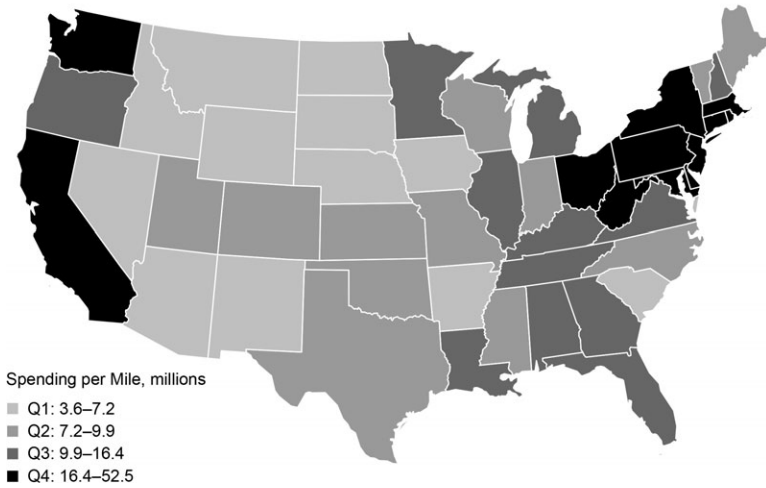 Spending per Mile, millions
Q1: 3.6–7.2
Q2: 7.2–9.9
Q3: 9.9–16.4
Q4: 16.4–52.5